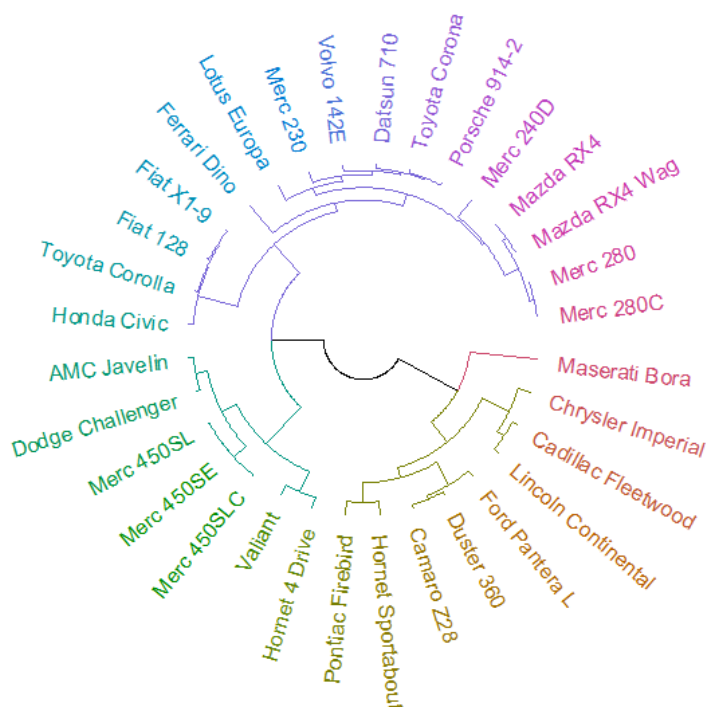 Honda Civic
Toyota Corolla
Fiat 128
Fiat X1-9
Ferrari Dino
Lotus Europa
Merc 230
Volvo 142E
Datsun 710
Toyota Corona
Porsche 914-2
Merc 240D
Mazda RX4
Mazda RX4 Wag
Merc 280
Merc 280C
Maserati Bora
Chrysler Imperial
Cadillac Fleetwood
Lincoln Continental
Ford Pantera L
Duster 360
Camaro Z28
Hornet Sportabout
Pontiac Firebird
Hornet 4 Drive
Valiant
Merc 450SLC
Merc 450SE
Merc 450SL
Dodge Challenger
AMC Javelin